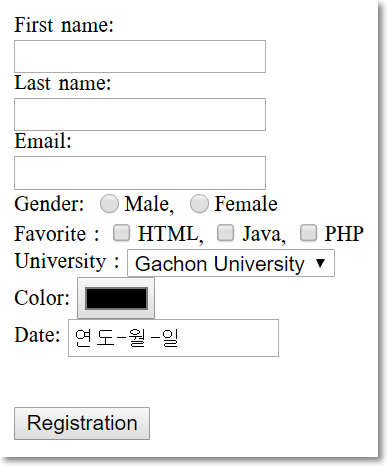 First name:
Last name:
Email:
Gender: Male, Female
Favorite : HTML, Java, PHP
University : Gachon University
Color:
Date: 연도-월-일
Registration